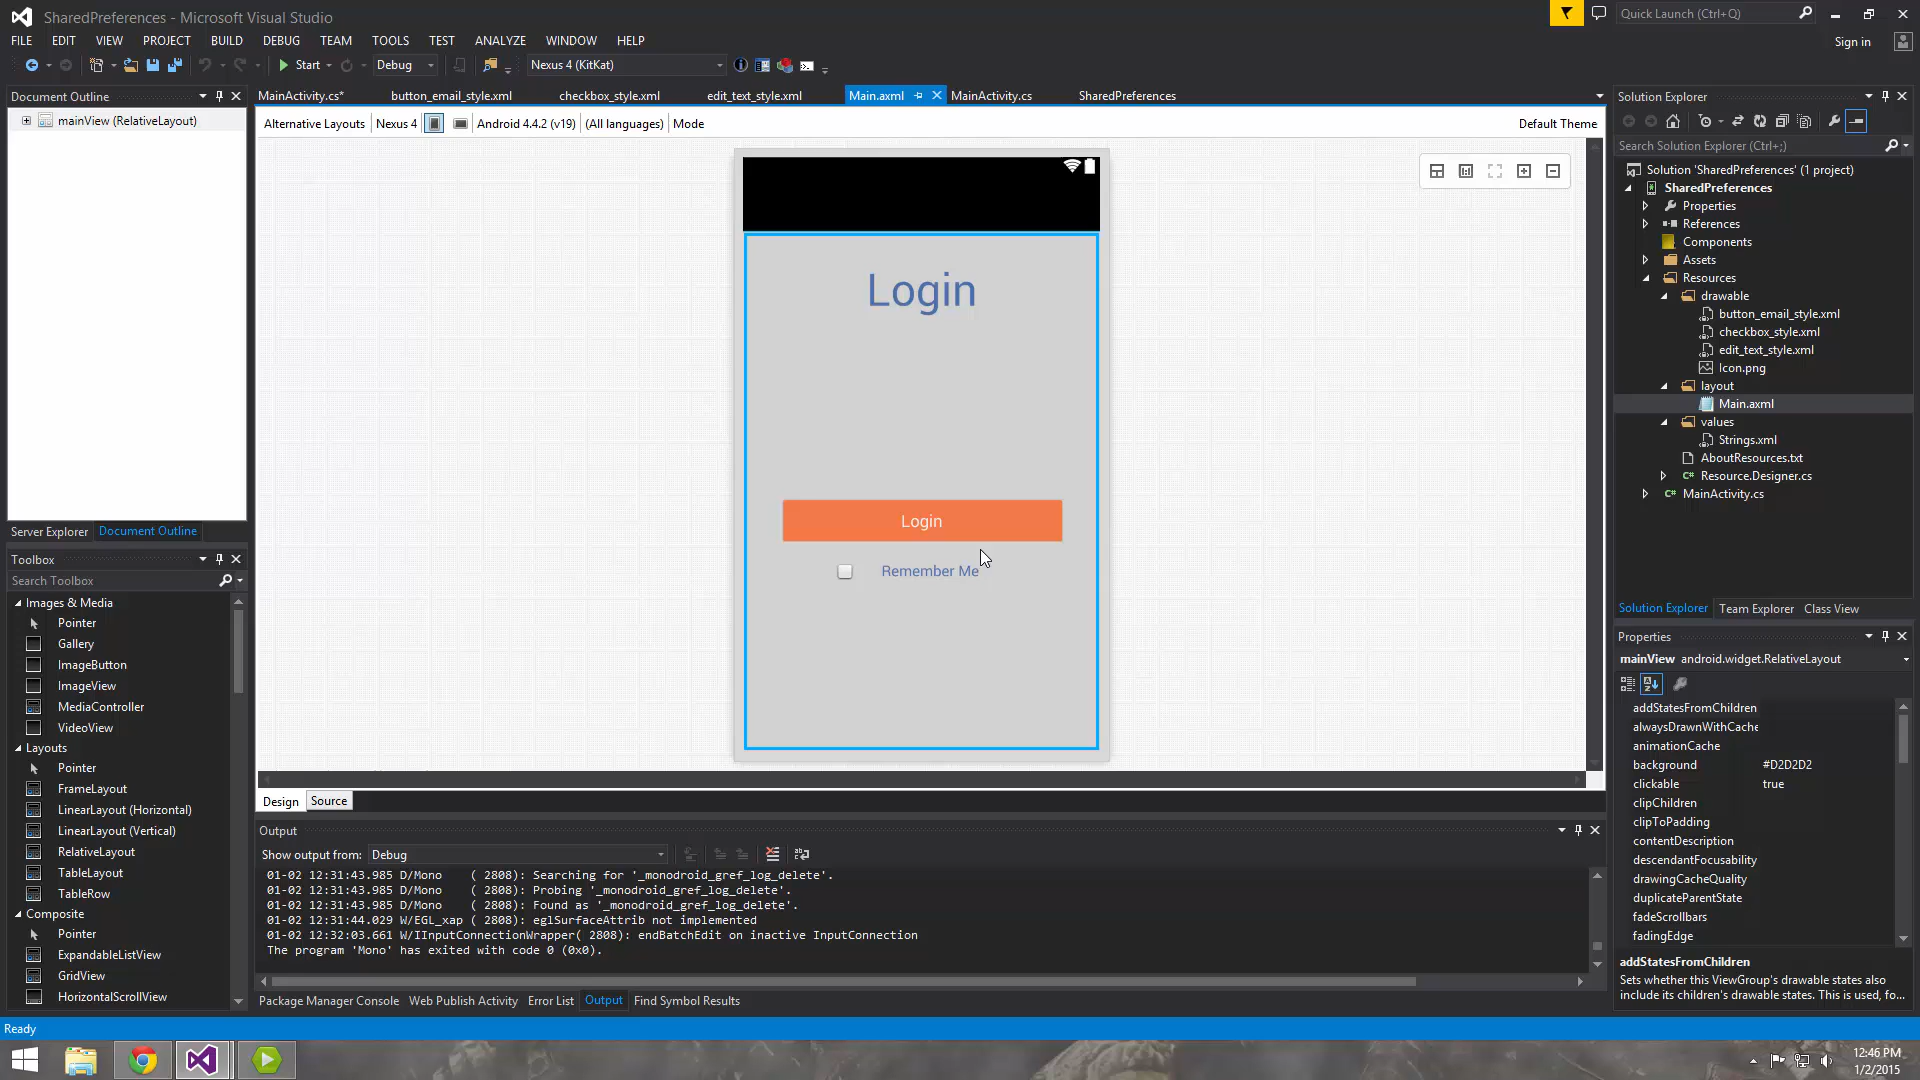 SharedPreferences - Microsoft Visual Studio
Quick Launch (Ctrl+Q)
FILE EDIT VIEW PROJECT BUILD DEBUG TEAM TOOLS TEST ANALYZE WINDOW HELP
Sign in
Start Debug Nexus 4 (KitKat)
Document Outline
MainActivity.cs* button_email_style.xml checkbox_style.xml edit_text_style.xml Main.axml MainActivity.cs SharedPreferences
mainView (RelativeLayout)
Server Explorer Document Outline
Alternative Layouts Nexus 4 Android 4.4.2 (v19) (All languages) Mode Default Theme
Login
Login
Remember Me
Design Source
Toolbox
Search Toolbox
Images & Media
Pointer
Gallery
ImageButton
ImageView
MediaController
VideoView
Layouts
Pointer
FrameLayout
LinearLayout (Horizontal)
LinearLayout (Vertical)
RelativeLayout
TableLayout
TableRow
Composite
Pointer
ExpandableListView
GridView
HorizontalScrollView
Output
Show output from: Debug
01-02 12:31:43.985 D/Mono ( 2808): Searching for '_monodroid_gref_log_delete'.
01-02 12:31:43.985 D/Mono ( 2808): Probing '_monodroid_gref_log_delete'.
01-02 12:31:43.985 D/Mono ( 2808): Found as '_monodroid_gref_log_delete'.
01-02 12:31:44.029 W/EGL_xap ( 2808): eglSurfaceAttrib not implemented
01-02 12:32:03.661 W/IInputConnectionWrapper( 2808): endBatchEdit on inactive InputConnection
The program 'Mono' has exited with code 0 (0x0).
Package Manager Console Web Publish Activity Error List Output Find Symbol Results
Solution Explorer
Search Solution Explorer (Ctrl+;)
Solution 'SharedPreferences' (1 project)
SharedPreferences
Properties
References
Components
Assets
Resources
drawable
button_email_style.xml
checkbox_style.xml
edit_text_style.xml
Icon.png
layout
Main.axml
values
Strings.xml
AboutResources.txt
Resource.Designer.cs
MainActivity.cs
Solution Explorer Team Explorer Class View
Properties
mainView android.widget.RelativeLayout
addStatesFromChildren
alwaysDrawnWithCache
animationCache
background #D2D2D2
clickable true
clipChildren
clipToPadding
contentDescription
descendantFocusability
drawingCacheQuality
duplicateParentState
fadeScrollbars
fadingEdge
addStatesFromChildren
Sets whether this ViewGroup's drawable states also
include its children's drawable states. This is used, fo...
Ready
12:46 PM
1/2/2015